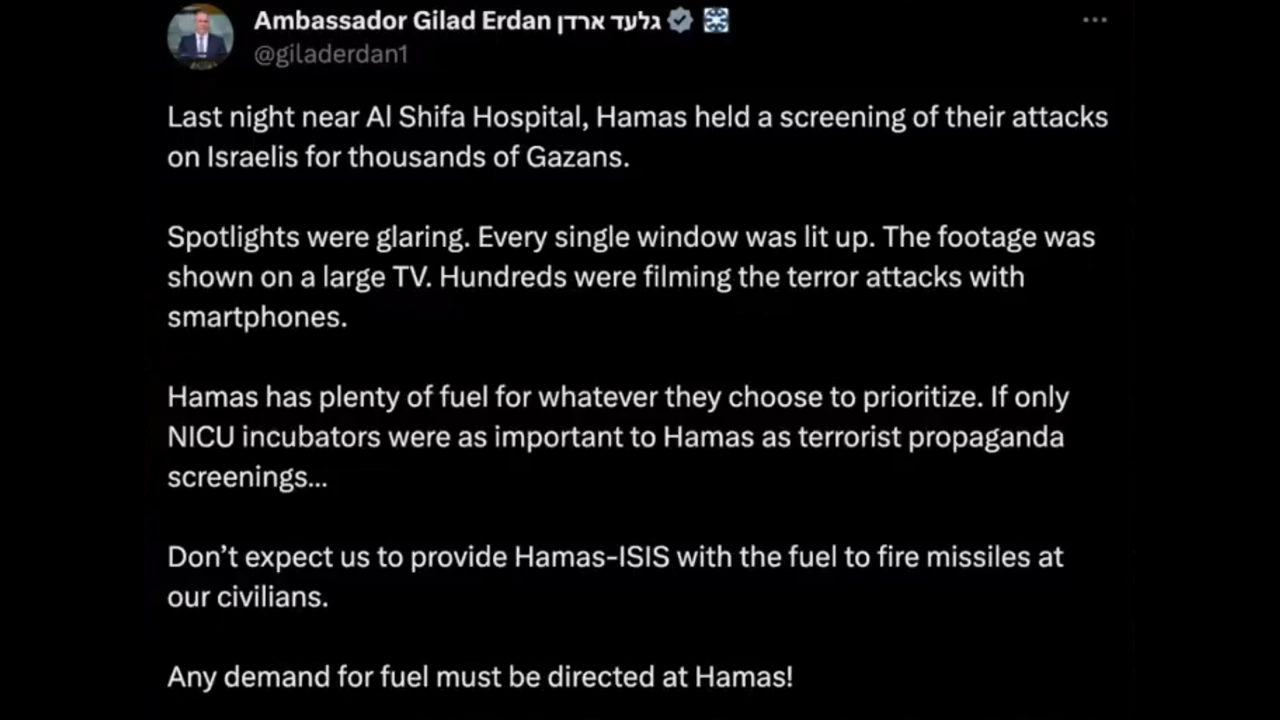 Ambassador Gilad Erdan גלעד ארדן
@giladerdan1
Last night near Al Shifa Hospital, Hamas held a screening of their attacks
on Israelis for thousands of Gazans.
Spotlights were glaring. Every single window was lit up. The footage was
shown on a large TV. Hundreds were filming the terror attacks with
smartphones.
Hamas has plenty of fuel for whatever they choose to prioritize. If only
NICU incubators were as important to Hamas as terrorist propaganda
screenings...
Don’t expect us to provide Hamas-ISIS with the fuel to fire missiles at
our civilians.
Any demand for fuel must be directed at Hamas!